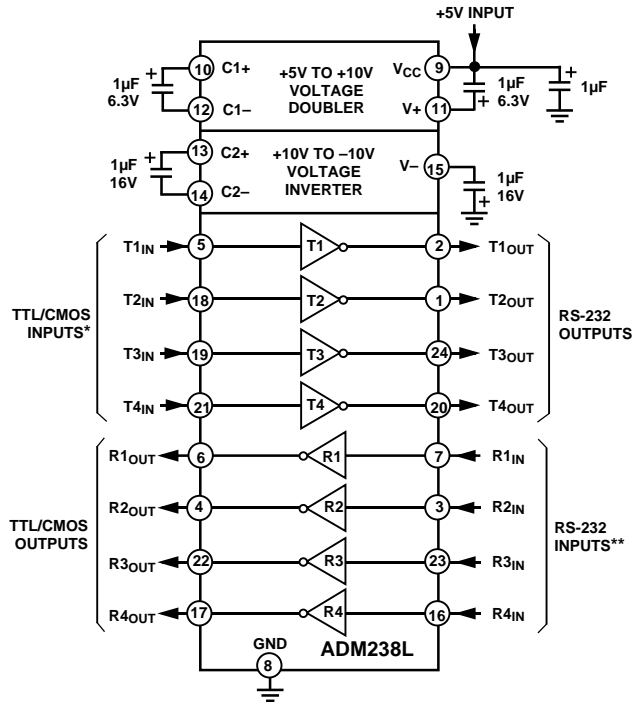 +5V INPUT
10 C1+ +5V TO +10V VCC 9
1µF + 6.3V
VOLTAGE
12 C1– DOUBLER V+ 11
+ 1µF 6.3V
+ 1µF
13 C2+ +10V TO –10V
1µF + 16V
VOLTAGE V– 15
14 C2– INVERTER
1µF + 16V
T1IN 5 T1 2 T1OUT
T2IN 18 T2 1 T2OUT
TTL/CMOS
INPUTS*
RS-232
OUTPUTS
T3IN 19 T3 24 T3OUT
T4IN 21 T4 20 T4OUT
R1OUT 6 R1 7 R1IN
R2OUT 4 R2 3 R2IN
TTL/CMOS
OUTPUTS
RS-232
INPUTS**
R3OUT 22 R3 23 R3IN
R4OUT 17 R4 16 R4IN
GND
8
ADM238L